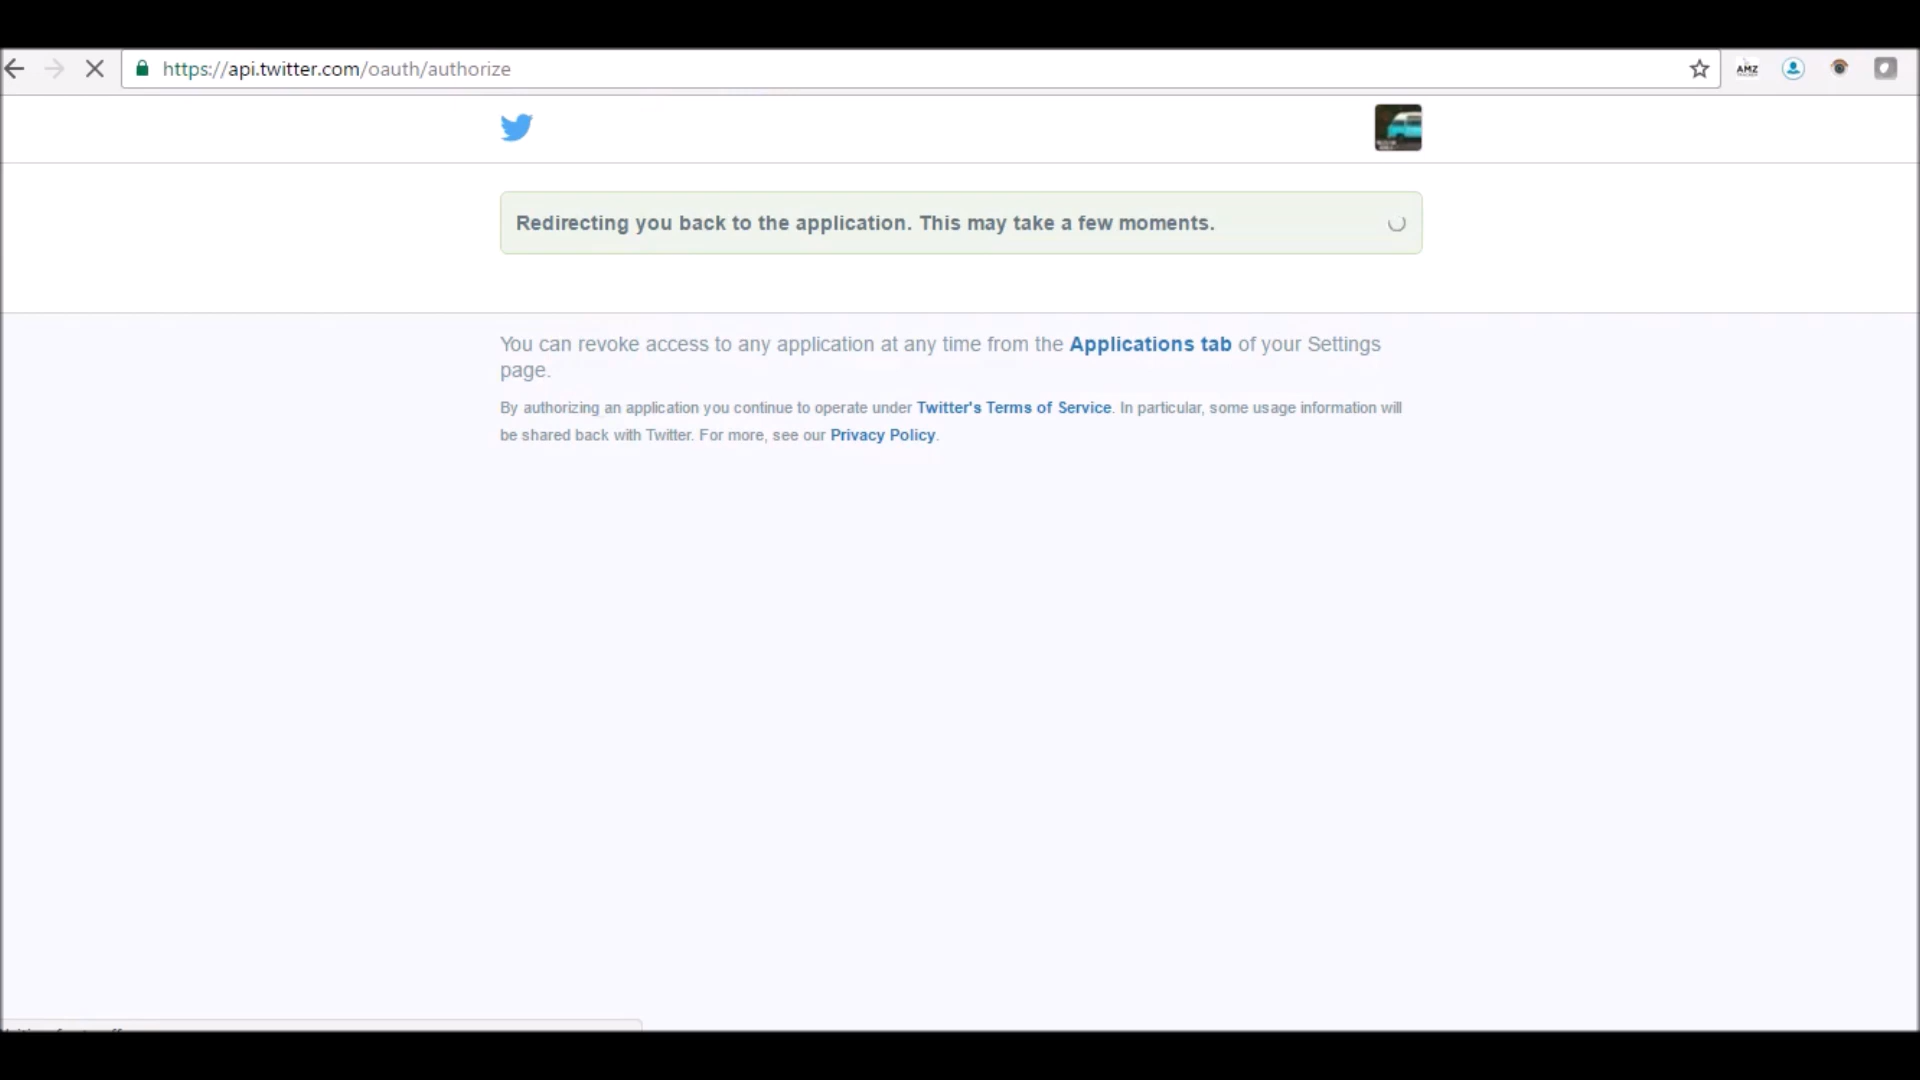 https://api.twitter.com/oauth/authorize
AMZ
Redirecting you back to the application. This may take a few moments.
You can revoke access to any application at any time from the Applications tab of your Settings
page.
By authorizing an application you continue to operate under Twitter's Terms of Service. In particular, some usage information will
be shared back with Twitter. For more, see our Privacy Policy.